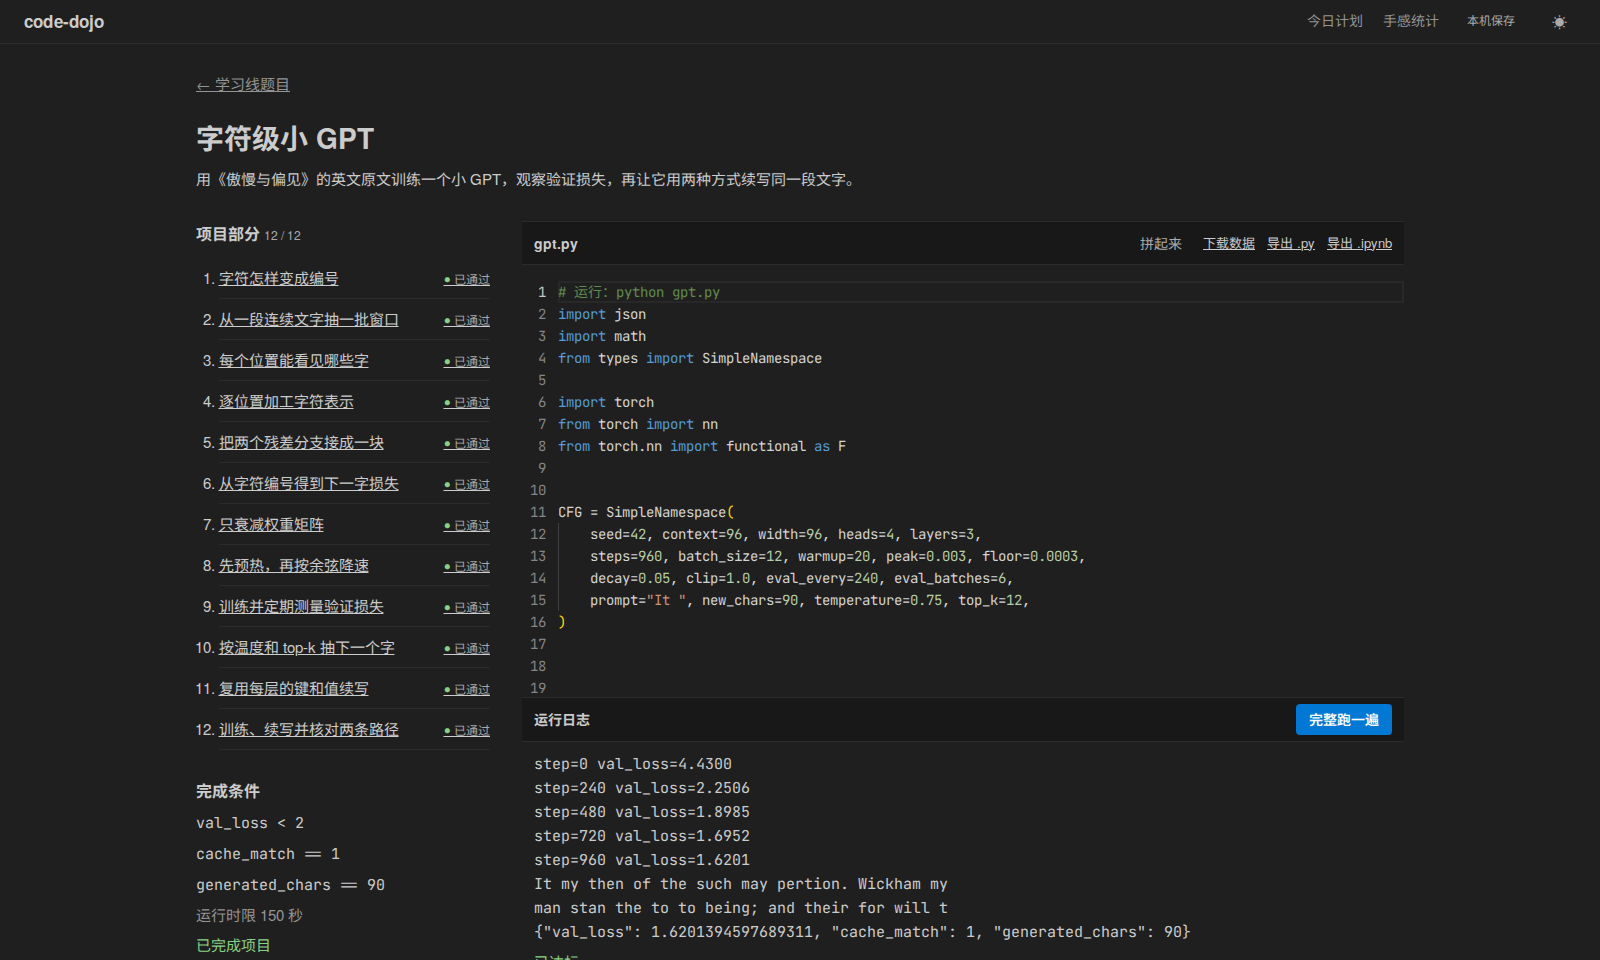 code-dojo
今日计划 手感统计 本机保存
← 学习线题目
字符级小 GPT
用《傲慢与偏见》的英文原文训练一个小 GPT，观察验证损失，再让它用两种方式续写同一段文字。
项目部分 12 / 12
1. 字符怎样变成编号 ● 已通过
2. 从一段连续文字抽一批窗口 ● 已通过
3. 每个位置能看见哪些字 ● 已通过
4. 逐位置加工字符表示 ● 已通过
5. 把两个残差分支接成一块 ● 已通过
6. 从字符编号得到下一字损失 ● 已通过
7. 只衰减权重矩阵 ● 已通过
8. 先预热，再按余弦降速 ● 已通过
9. 训练并定期测量验证损失 ● 已通过
10. 按温度和 top-k 抽下一个字 ● 已通过
11. 复用每层的键和值续写 ● 已通过
12. 训练、续写并核对两条路径 ● 已通过
完成条件
val_loss < 2
cache_match == 1
generated_chars == 90
运行时限 150 秒
已完成项目
gpt.py 拼起来 下载数据 导出 .py 导出 .ipynb
1 # 运行：python gpt.py
2 import json
3 import math
4 from types import SimpleNamespace
5
6 import torch
7 from torch import nn
8 from torch.nn import functional as F
9
10
11 CFG = SimpleNamespace(
12 seed=42, context=96, width=96, heads=4, layers=3,
13 steps=960, batch_size=12, warmup=20, peak=0.003, floor=0.0003,
14 decay=0.05, clip=1.0, eval_every=240, eval_batches=6,
15 prompt="It ", new_chars=90, temperature=0.75, top_k=12,
16 )
17
18
19
运行日志 完整跑一遍
step=0 val_loss=4.4300
step=240 val_loss=2.2506
step=480 val_loss=1.8985
step=720 val_loss=1.6952
step=960 val_loss=1.6201
It my then of the such may pertion. Wickham my
man stan the to to being; and their for will t
{"val_loss": 1.6201394597689311, "cache_match": 1, "generated_chars": 90}